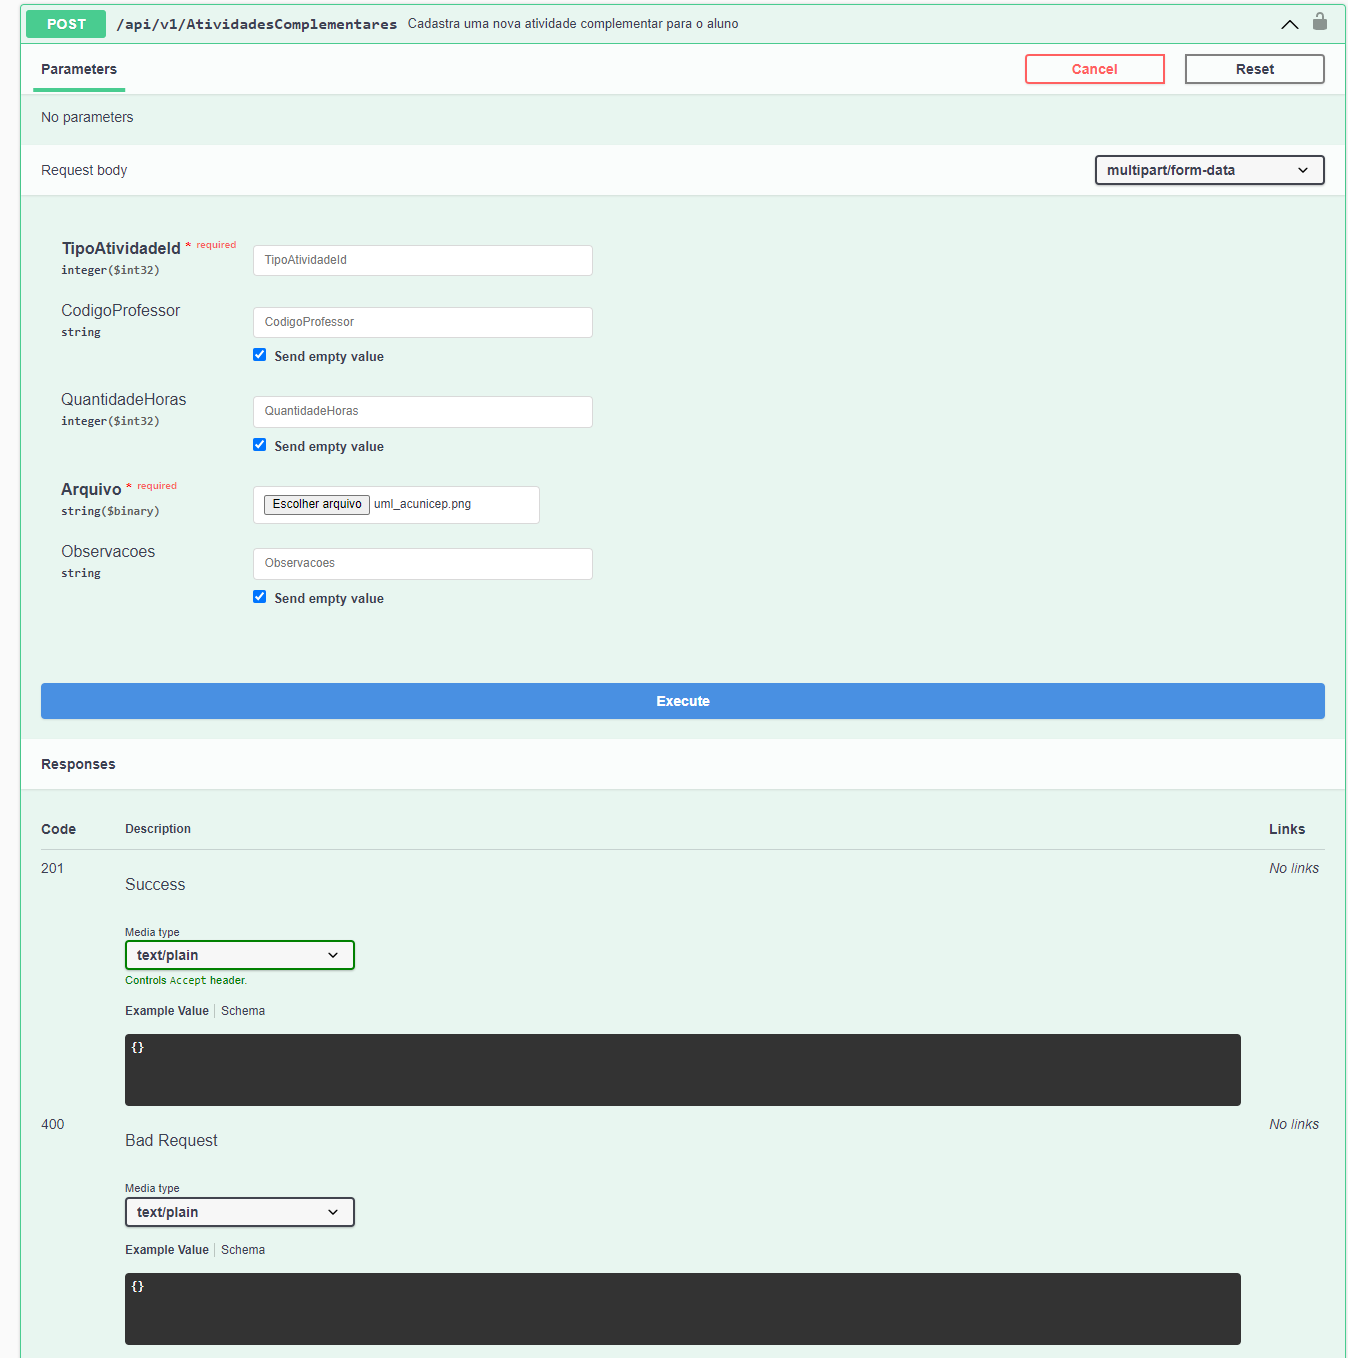 POST /api/v1/AtividadesComplementares Cadastra uma nova atividade complementar para o aluno
Parameters Cancel Reset
No parameters
Request body multipart/form-data
TipoAtividadeId * required
integer($int32)
TipoAtividadeId
CodigoProfessor
string
CodigoProfessor
Send empty value
QuantidadeHoras
integer($int32)
QuantidadeHoras
Send empty value
Arquivo * required
string($binary)
Escolher arquivo uml_acunicep.png
Observacoes
string
Observacoes
Send empty value
Execute
Responses
Code Description Links
201 No links
Success
Media type
text/plain
Controls Accept header.
Example Value Schema
{}
400 No links
Bad Request
Media type
text/plain
Example Value Schema
{}